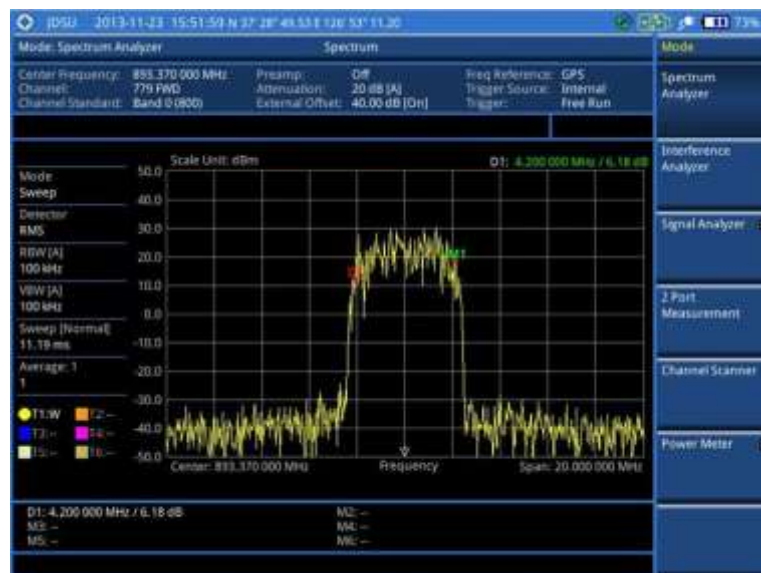 JDSU 2013-11-23 15:51:59 N 37° 28' 49.53 E 126° 53' 11.20 73%
Mode: Spectrum Analyzer Spectrum Mode
Center Frequency: 893.370 000 MHz Preamp: Off Freq Reference: GPS
Channel: 779 FWD Attenuation: 20 dB [A] Trigger Source: Internal
Channel Standard: Band 0 (800) External Offset: 40.00 dB [On] Trigger: Free Run
Spectrum Analyzer
Interference Analyzer
Signal Analyzer
2 Port Measurement
Channel Scanner
Power Meter
Scale Unit: dBm D1: 4.200 000 MHz / 6.18 dB
Mode
Sweep
Detector
RMS
RBW [A]
100 kHz
VBW [A]
100 kHz
Sweep [Normal]
11.19 ms
Average: 1
1
T1:W T2:--
T3:-- T4:--
T5:-- T6:--
50.0
40.0
30.0
20.0
10.0
0.0
-10.0
-20.0
-30.0
-40.0
-50.0
M1
Center: 893.370 000 MHz Frequency Span: 20.000 000 MHz
D1: 4.200 000 MHz / 6.18 dB M2: --
M3: -- M4: --
M5: -- M6: --